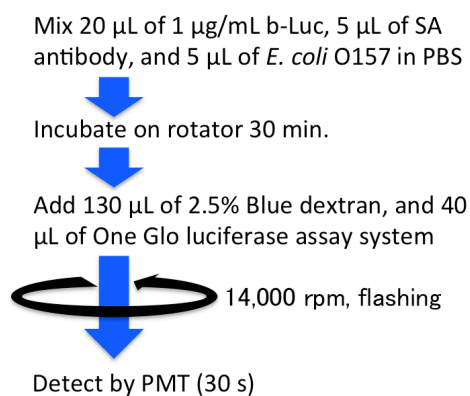 Mix 20 μL of 1 μg/mL b-Luc, 5 μL of SA
antibody, and 5 μL of E. coli O157 in PBS
Incubate on rotator 30 min.
Add 130 μL of 2.5% Blue dextran, and 40
μL of One Glo luciferase assay system
14,000 rpm, flashing
Detect by PMT (30 s)